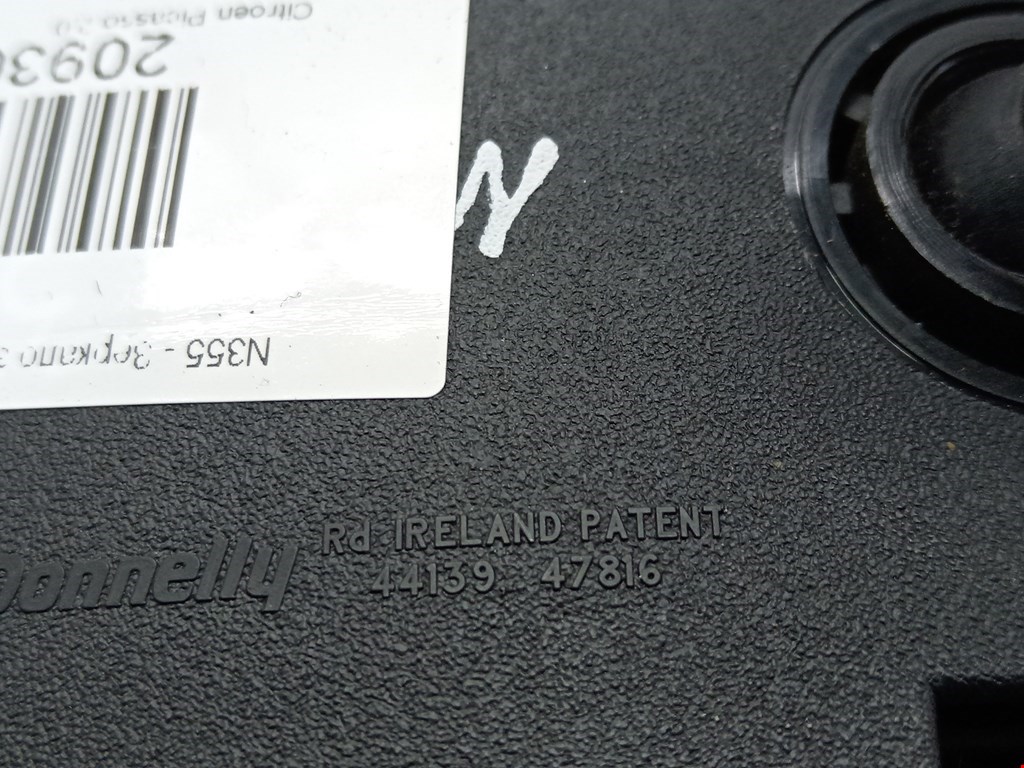 Citroen Picasso
2093
N355 - Зеркало з
N
Donnelly
Rd IRELAND PATENT
44139 47816